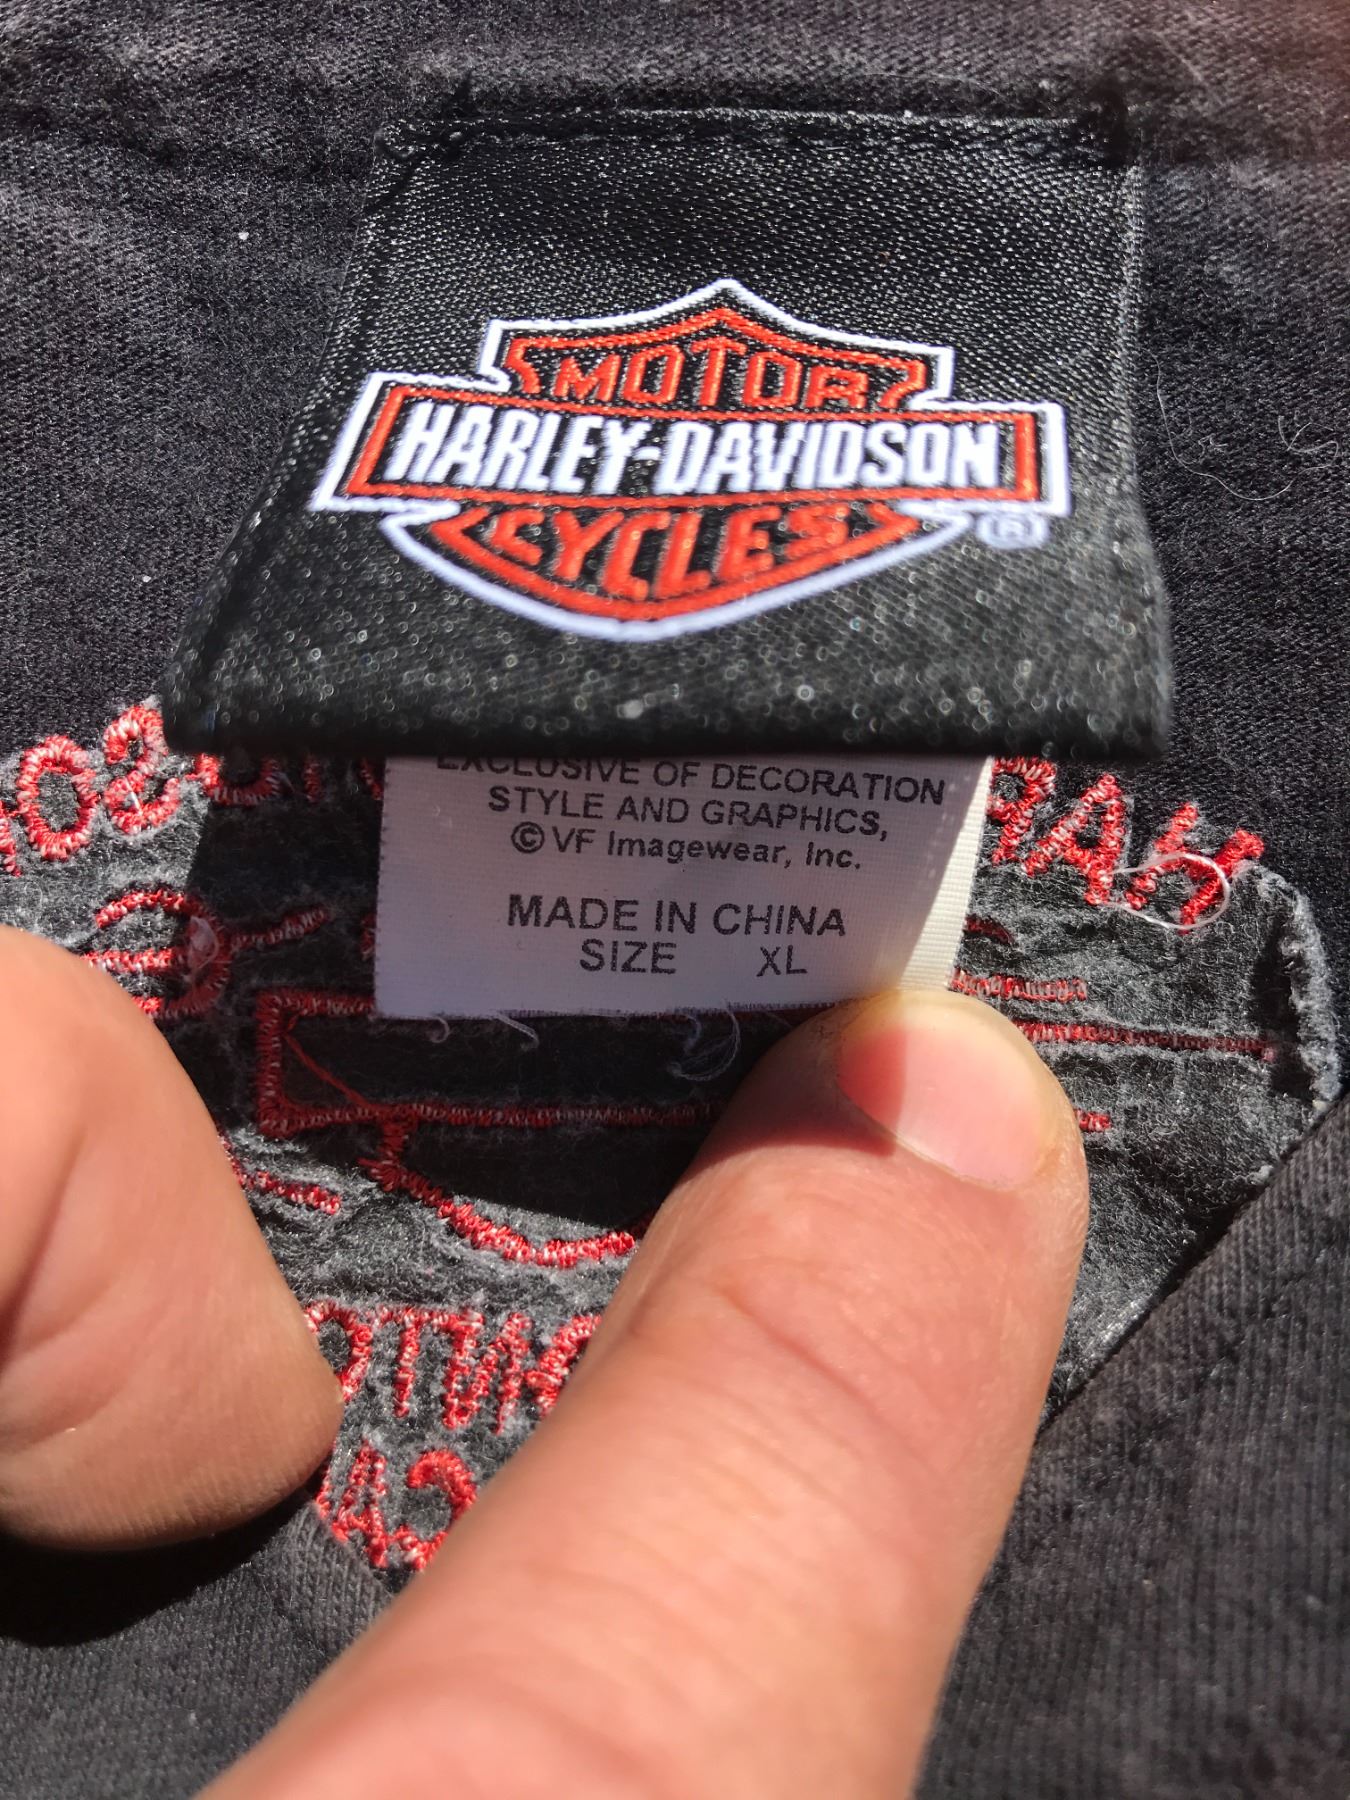 MOTOR
HARLEY-DAVIDSON
CYCLES
®
EXCLUSIVE OF DECORATION
STYLE AND GRAPHICS,
© VF Imagewear, Inc.
MADE IN CHINA
SIZE XL